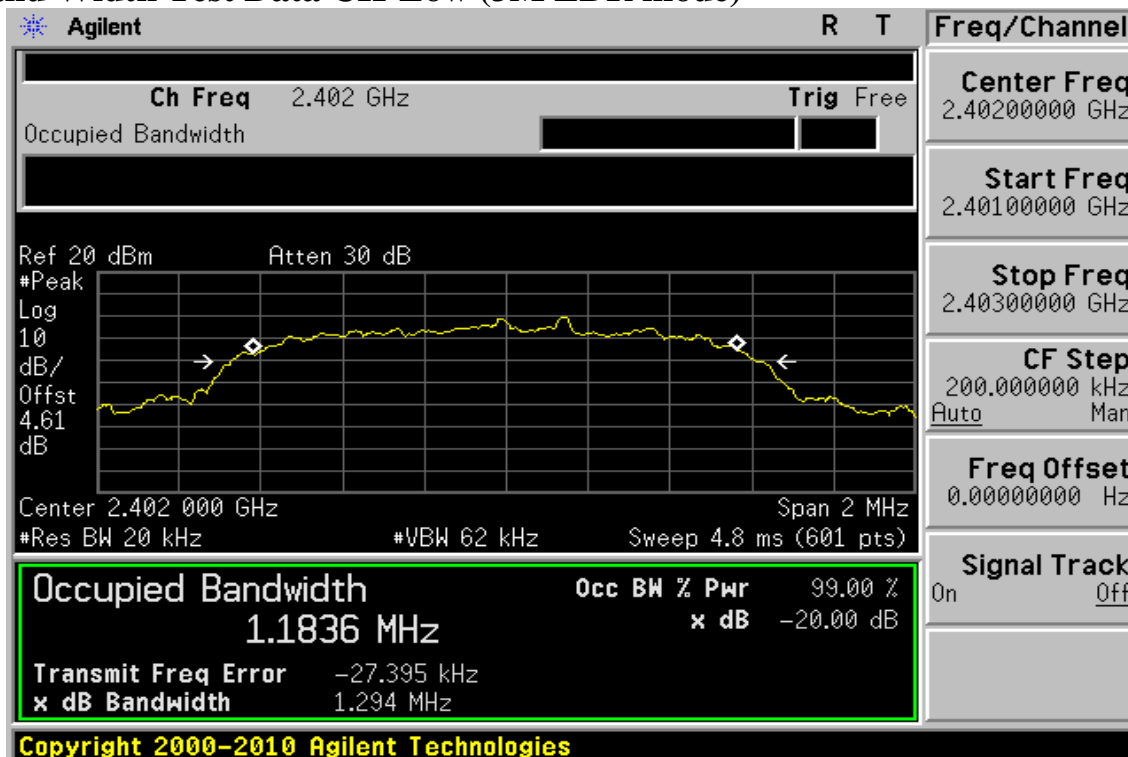 Agilent R T
Freq/Channel
Ch Freq 2.402 GHz Trig Free
Occupied Bandwidth
Center Freq
2.40200000 GHz
Start Freq
2.40100000 GHz
Stop Freq
2.40300000 GHz
CF Step
200.000000 kHz
Auto Man
Freq Offset
0.00000000 Hz
Signal Track
On Off
Ref 20 dBm Atten 30 dB
#Peak
Log
10
dB/
Offst
4.61
dB
Center 2.402 000 GHz Span 2 MHz
#Res BW 20 kHz #VBW 62 kHz Sweep 4.8 ms (601 pts)
Occupied Bandwidth
1.1836 MHz
Occ BW % Pwr 99.00 %
x dB -20.00 dB
Transmit Freq Error -27.395 kHz
x dB Bandwidth 1.294 MHz
Copyright 2000-2010 Agilent Technologies